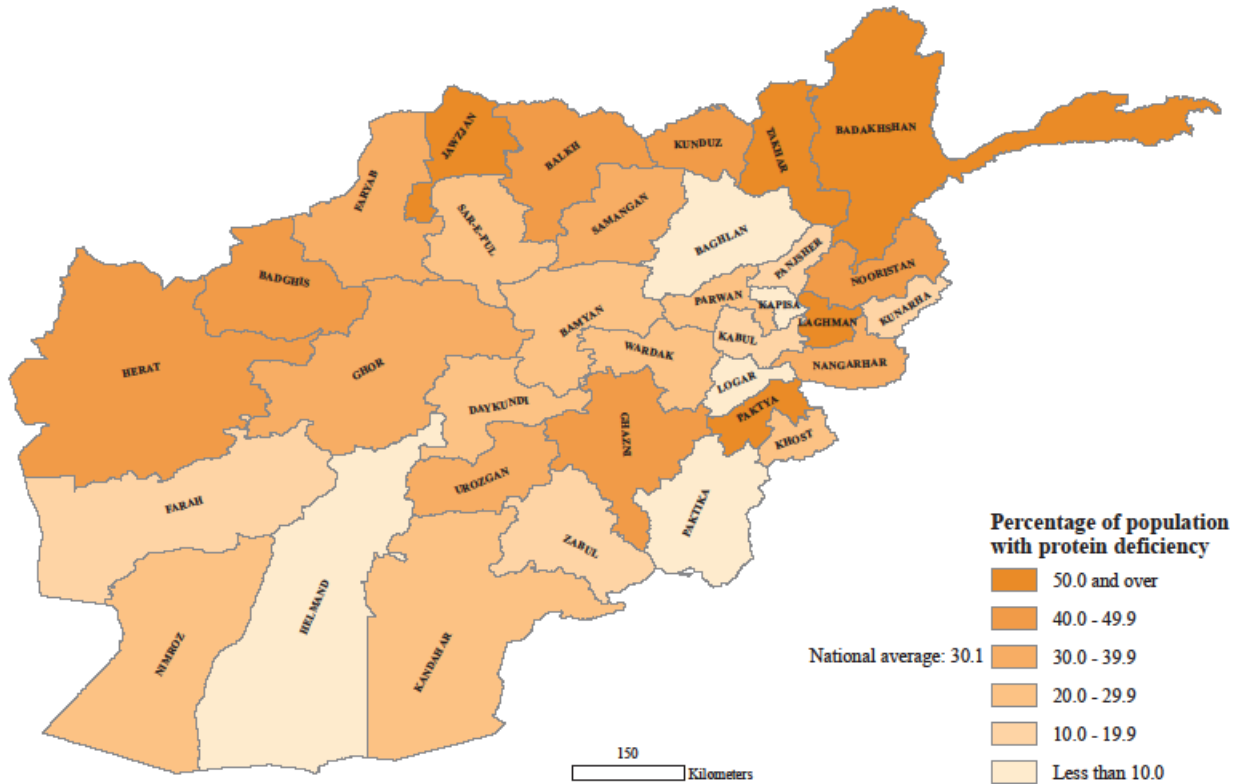 BADAKHSHAN
JAWZJAN
TAKHAR
BALKH
KUNDUZ
FARYAB
SAR-E-PUL
SAMANGAN
BAGHLAN
PANJSHER
NOORISTAN
BADGHIS
PARWAN
KAPISA
KUNARHA
BAMYAN
LAGHMAN
KABUL
WARDAK
HERAT
GHOR
NANGARHAR
LOGAR
DAYKUNDI
PAKTYA
GHAZNI
KHOST
UROZGAN
FARAH
PAKTIKA
ZABUL
HELMAND
NIMROZ
KANDAHAR
Percentage of population
with protein deficiency
50.0 and over
40.0 - 49.9
National average: 30.1
30.0 - 39.9
20.0 - 29.9
10.0 - 19.9
Less than 10.0
150
Kilometers